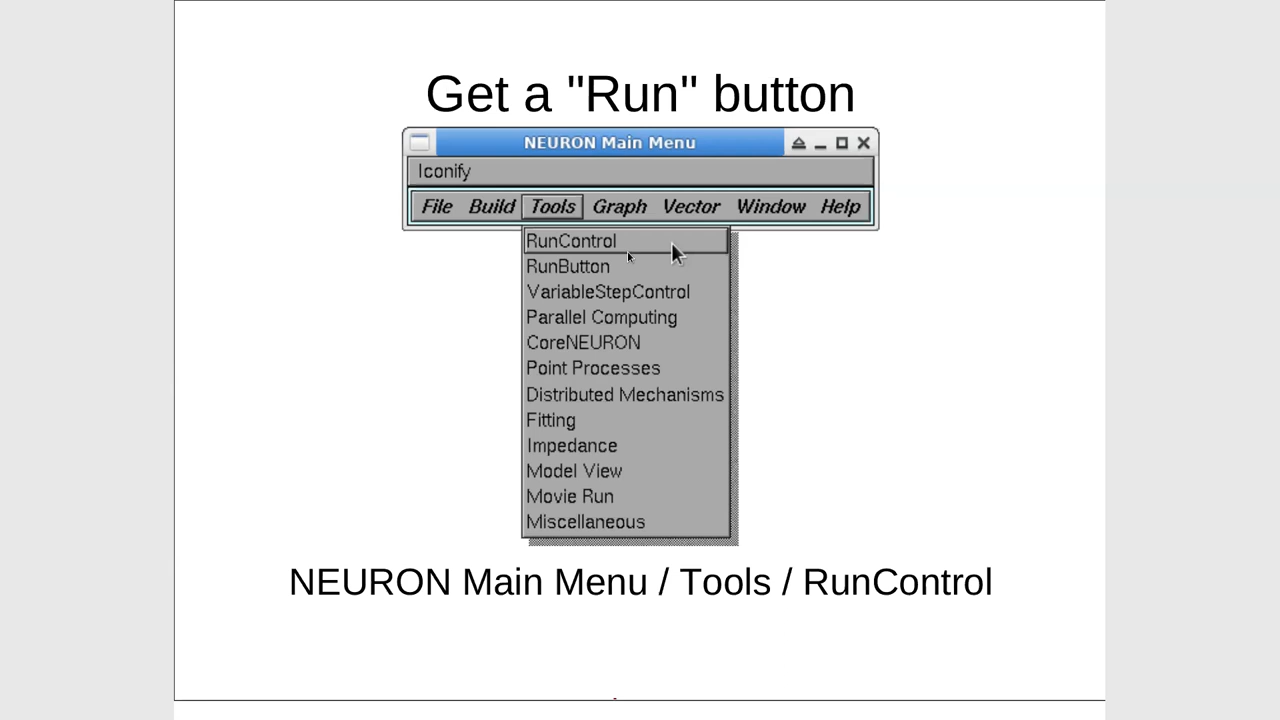 Get a "Run" button
NEURON Main Menu
Iconify
File Build Tools Graph Vector Window Help
RunControl
RunButton
VariableStepControl
Parallel Computing
CoreNEURON
Point Processes
Distributed Mechanisms
Fitting
Impedance
Model View
Movie Run
Miscellaneous
NEURON Main Menu / Tools / RunControl